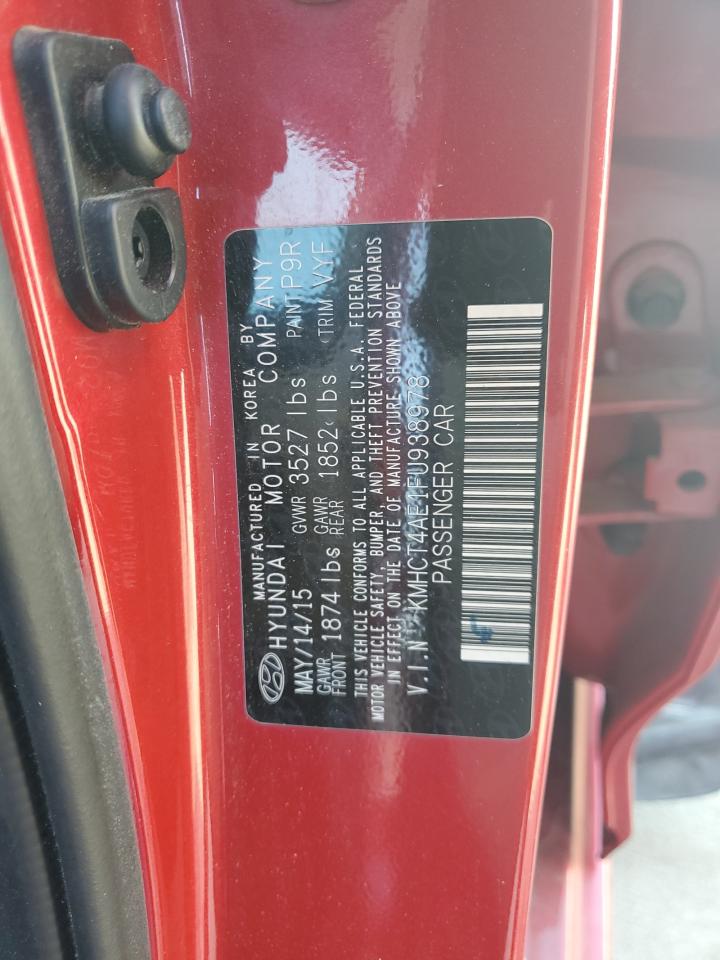 MANUFACTURED IN KOREA BY
HYUNDAI MOTOR COMPANY
MAY/14/15 GVWR 3527 lbs PAINT P9R
GAWR FRONT 1874 lbs GAWR REAR 1852 lbs TRIM VYF
THIS VEHICLE CONFORMS TO ALL APPLICABLE U.S.A. FEDERAL
MOTOR VEHICLE SAFETY, BUMPER, AND THEFT PREVENTION STANDARDS
IN EFFECT ON THE DATE OF MANUFACTURE SHOWN ABOVE
V.I.N KMHCT4AE1FU938978
PASSENGER CAR